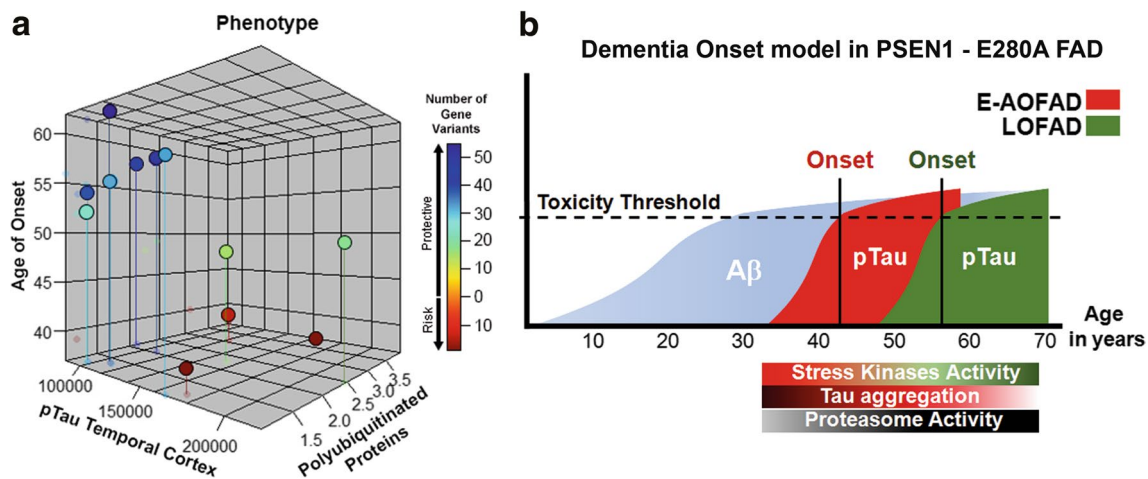 a
Phenotype
Age of Onset
60
55
50
45
40
100000
150000
200000
pTau Temporal Cortex
1.5
2.0
2.5
3.0
3.5
Polyubiquitinated
Proteins
Number of
Gene
Variants
Protective
Risk
50
40
30
20
10
0
10
b
Dementia Onset model in PSEN1 - E280A FAD
E-AOFAD
LOFAD
Onset
Onset
Toxicity Threshold
Aβ
pTau
pTau
10
20
30
40
50
60
70
Age
in years
Stress Kinases Activity
Tau aggregation
Proteasome Activity